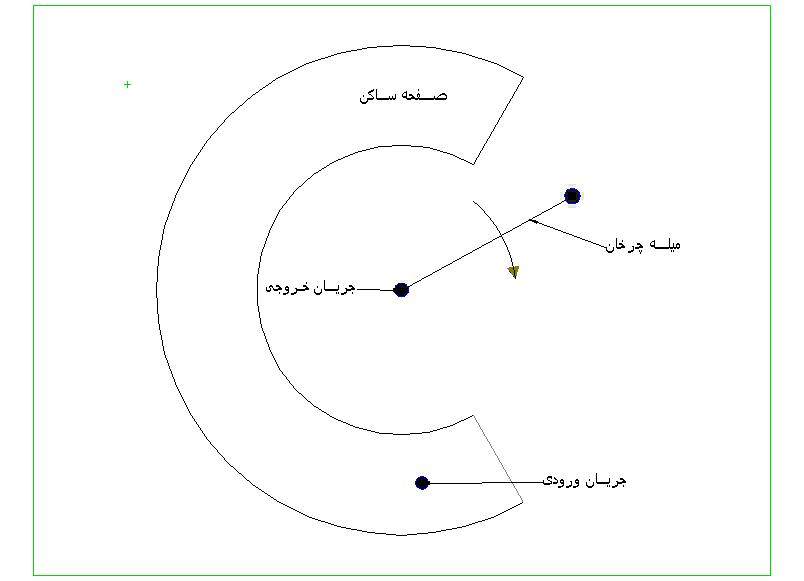 صفحه ساکن
میله چرخان
جریان خروجی
جریان ورودی